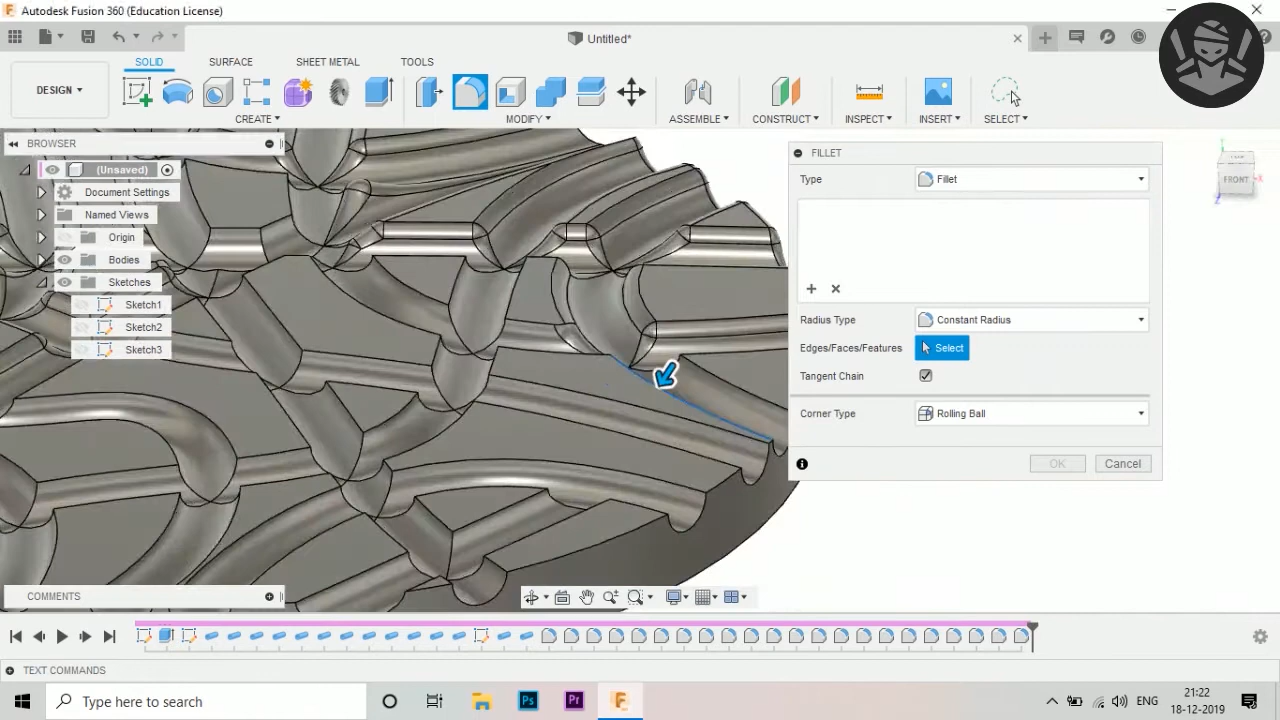 Autodesk Fusion 360 (Education License)
Untitled*
SOLID SURFACE SHEET METAL TOOLS
DESIGN
CREATE MODIFY ASSEMBLE CONSTRUCT INSPECT INSERT SELECT
BROWSER
(Unsaved)
Document Settings
Named Views
Origin
Bodies
Sketches
Sketch1
Sketch2
Sketch3
FILLET
Type Fillet
Radius Type Constant Radius
Edges/Faces/Features Select
Tangent Chain
Corner Type Rolling Ball
OK Cancel
FRONT
COMMENTS
TEXT COMMANDS
Type here to search
Ps Pr
ENG
21:22
18-12-2019